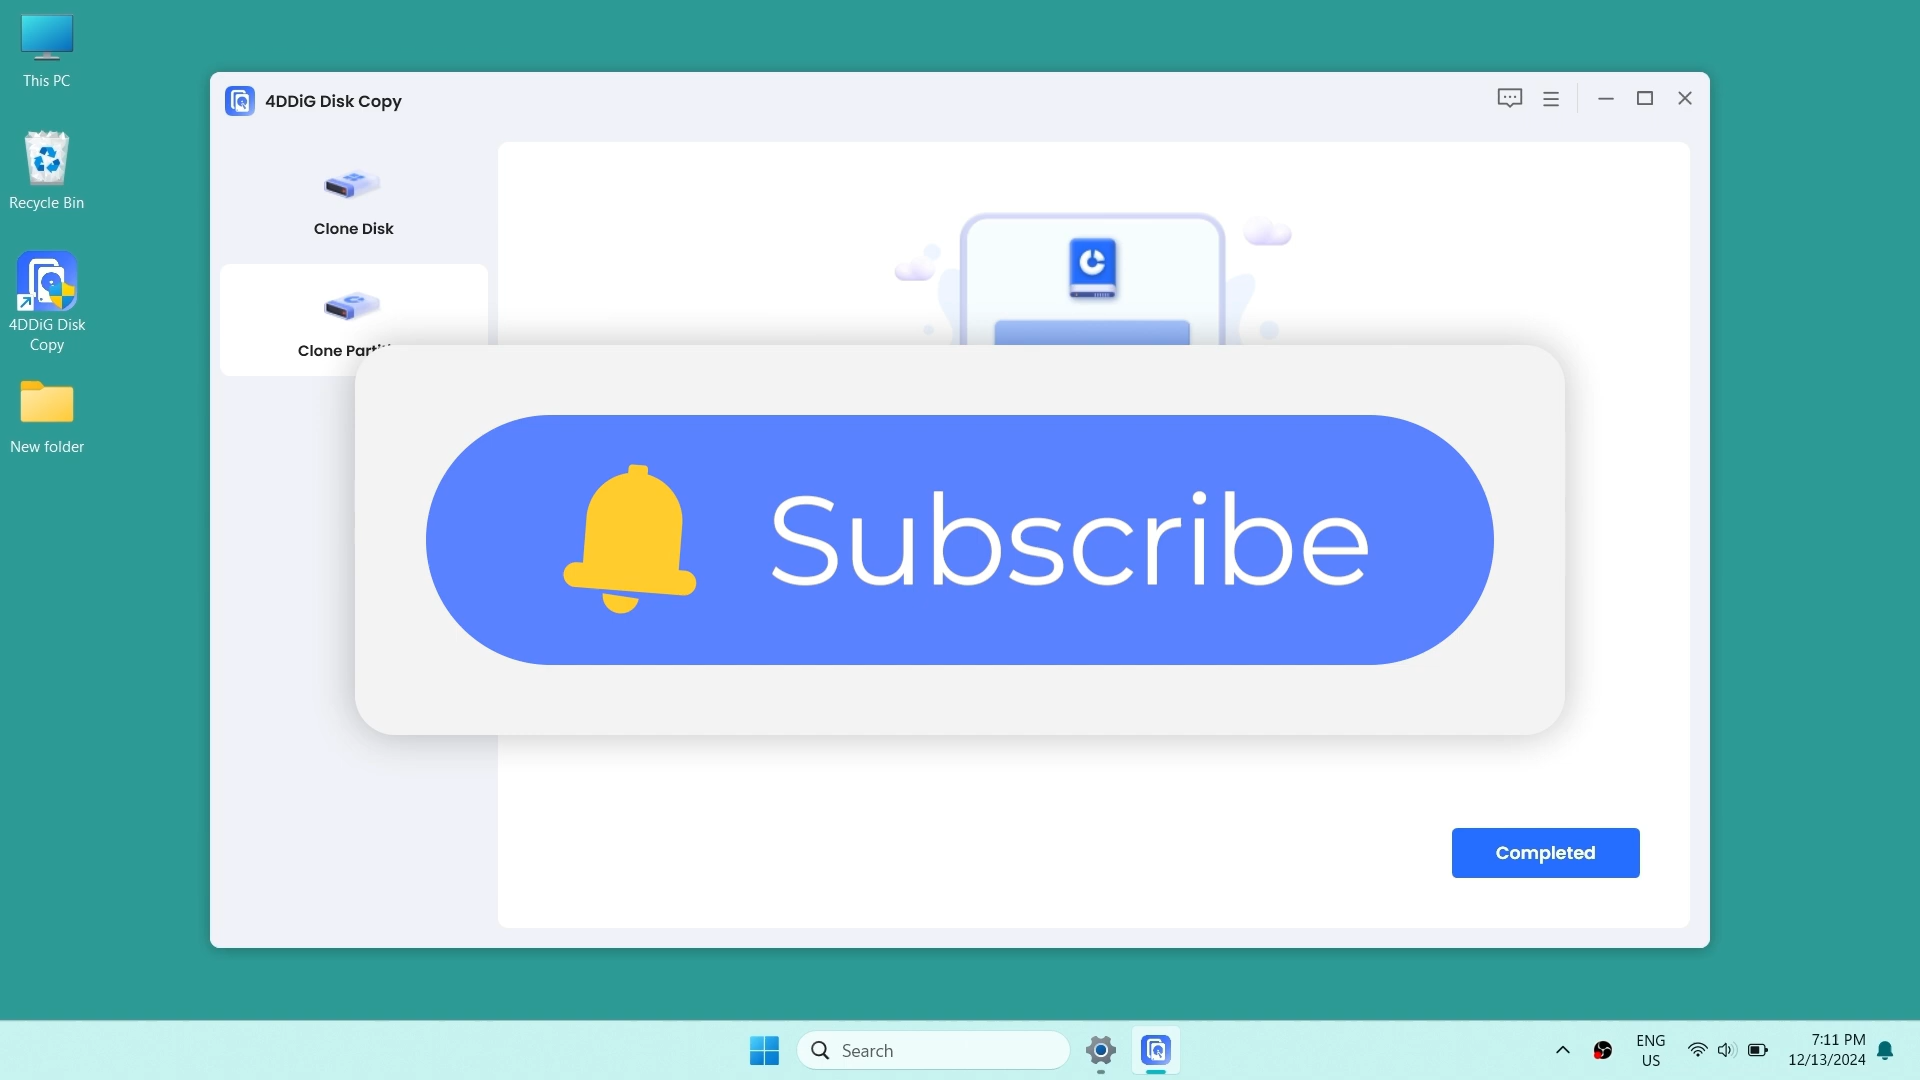 This PC
Recycle Bin
4DDiG Disk
Copy
New folder
4DDiG Disk Copy
Clone Disk
Clone
Subscribe
Completed
Search
ENG
US
7:11 PM
12/13/2024